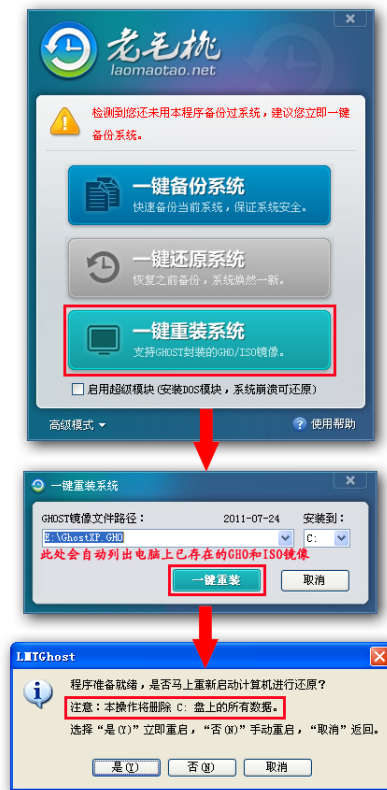 老毛桃
laomaotao.net
检测到您还未用本程序备份过系统，建议您立即一键
备份系统。
一键备份系统
快速备份当前系统，保证系统安全。
一键还原系统
恢复之前备份，系统焕然一新。
一键重装系统
支持GHOST封装的GHO/ISO镜像。
启用超级模块(安装DOS模块，系统崩溃可还原)
高级模式
使用帮助
一键重装系统
GHOST镜像文件路径：
2011-07-24
安装到：
E:\GhostXP.GHO
C:
此处会自动列出电脑上已存在的GHO和ISO镜像
一键重装
取消
LMTGhost
程序准备就绪，是否马上重新启动计算机进行还原？
注意：本操作将删除 C: 盘上的所有数据。
选择“是(Y)”立即重启，“否(N)”手动重启，“取消”返回。
是(Y)
否(N)
取消